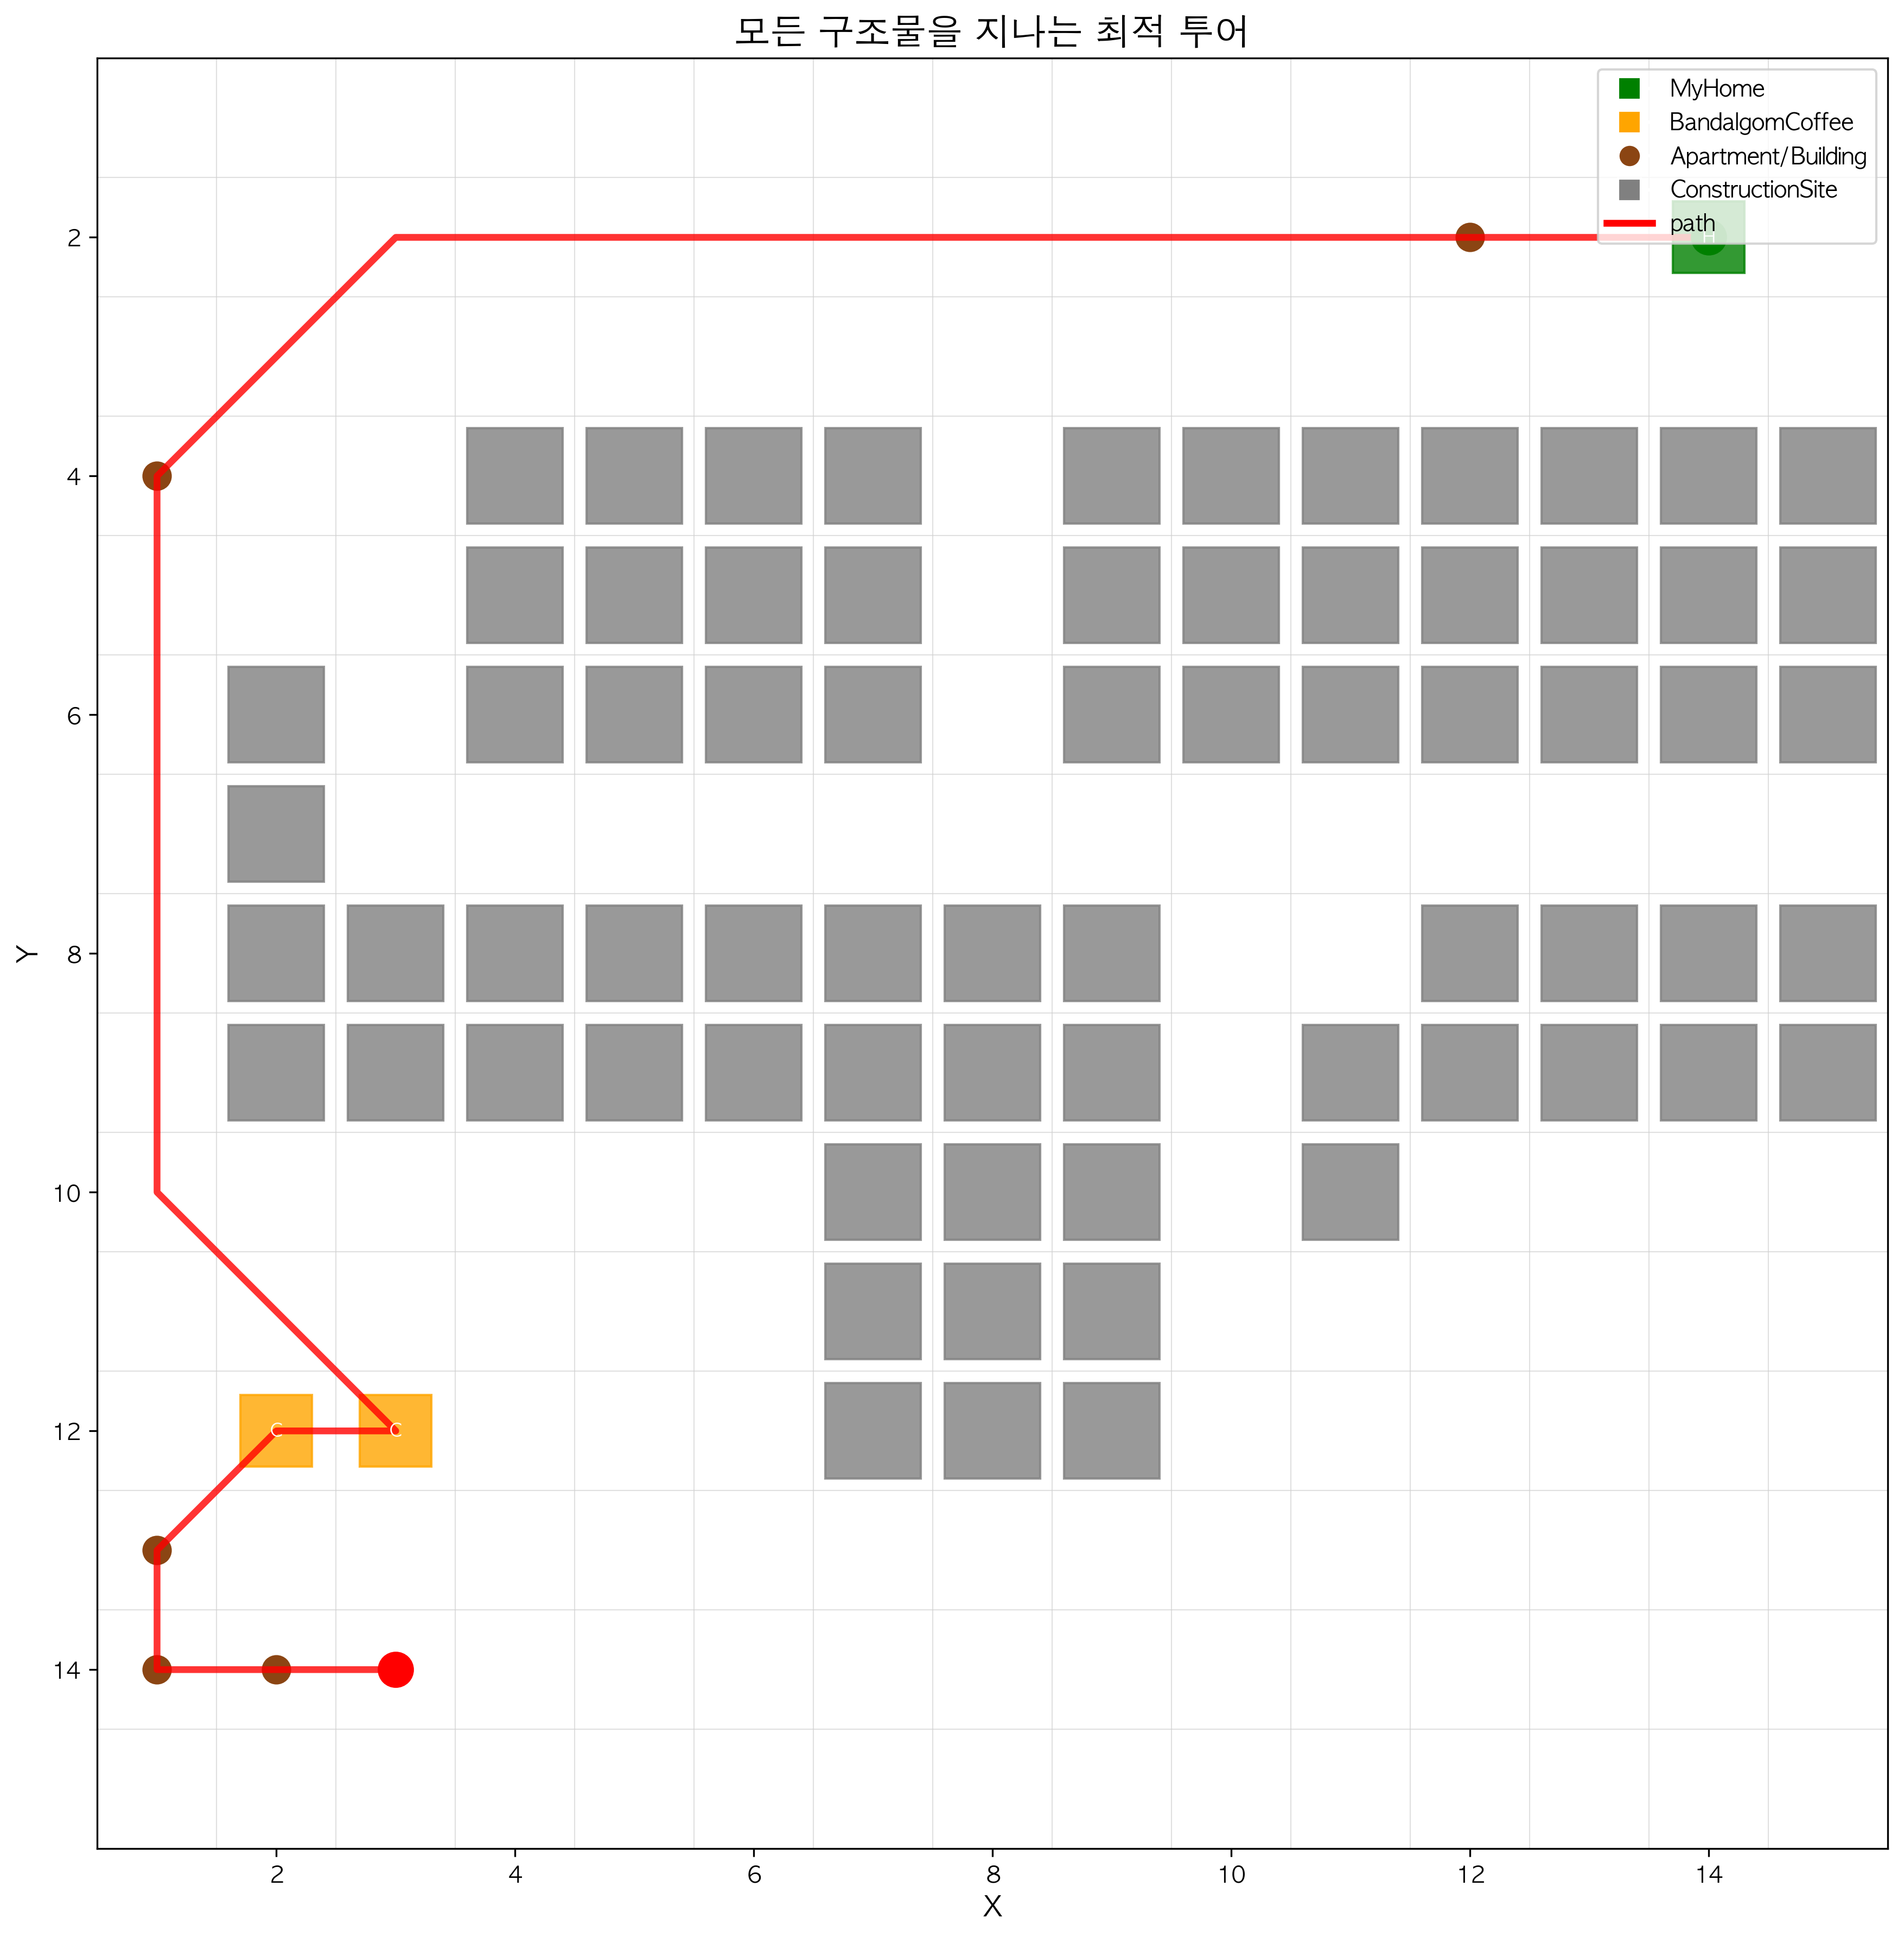 모든 구조물을 지나는 최적 투어
MyHome
BandalgomCoffee
Apartment/Building
ConstructionSite
path
H
2
4
6
8
10
12
14
Y
C C
2 4 6 8 10 12 14
X